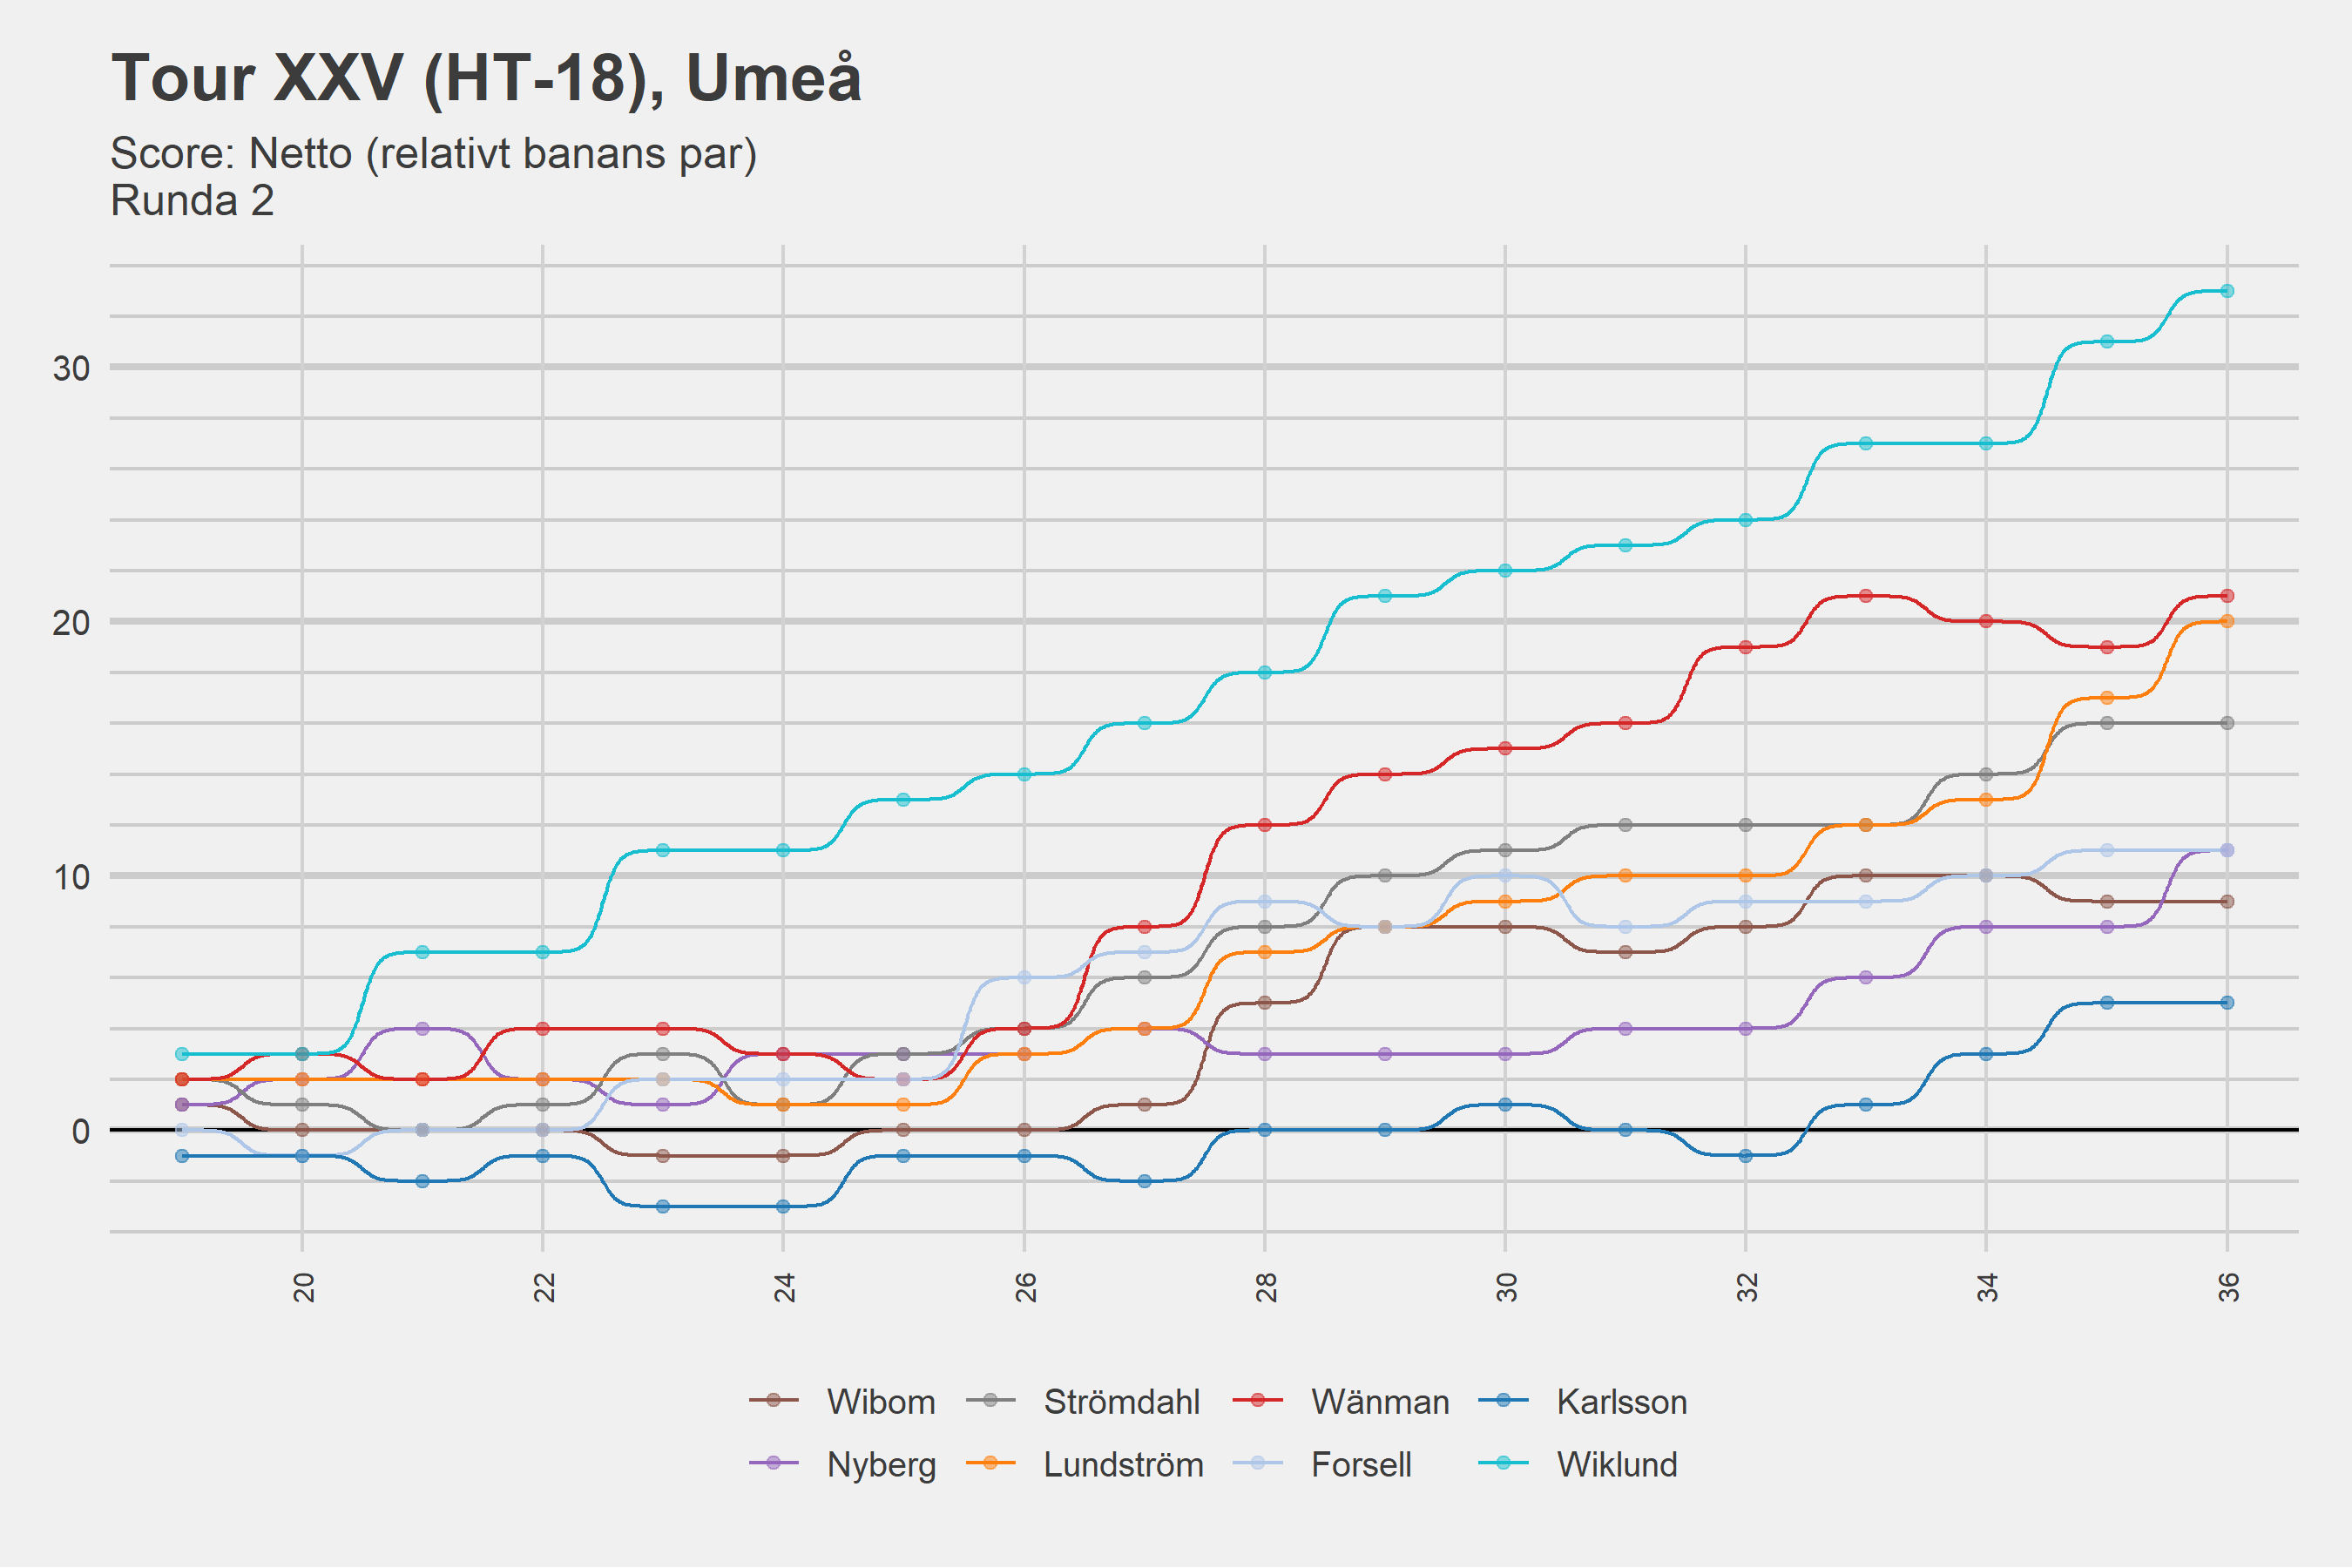 Tour XXV (HT-18), Umeå
Score: Netto (relativt banans par)
Runda 2
30
20
10
0
20 22 24 26 28 30 32 34 36
Wibom Strömdahl Wänman Karlsson
Nyberg Lundström Forsell Wiklund